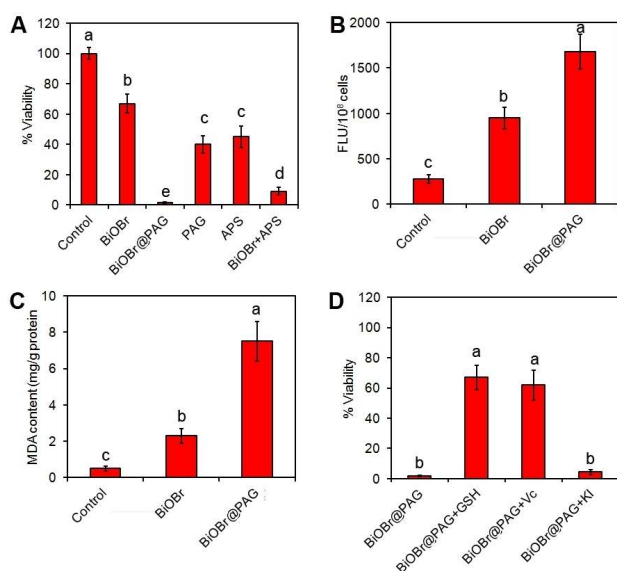 A
120
100
80
60
40
20
0
% Viability
a
b
e
c
c
d
Control
BiOBr
BiOBr@PAG
PAG
APS
BiOBr+APS
B
2000
1500
1000
500
0
FLU/10⁸ cells
c
b
a
Control
BiOBr
BiOBr@PAG
C
10
8
6
4
2
0
MDA content (mg/g protein
c
b
a
Control
BiOBr
BiOBr@PAG
D
120
100
80
60
40
20
0
% Viability
b
a
a
b
BiOBr@PAG
BiOBr@PAG+GSH
BiOBr@PAG+Vc
BiOBr@PAG+KI